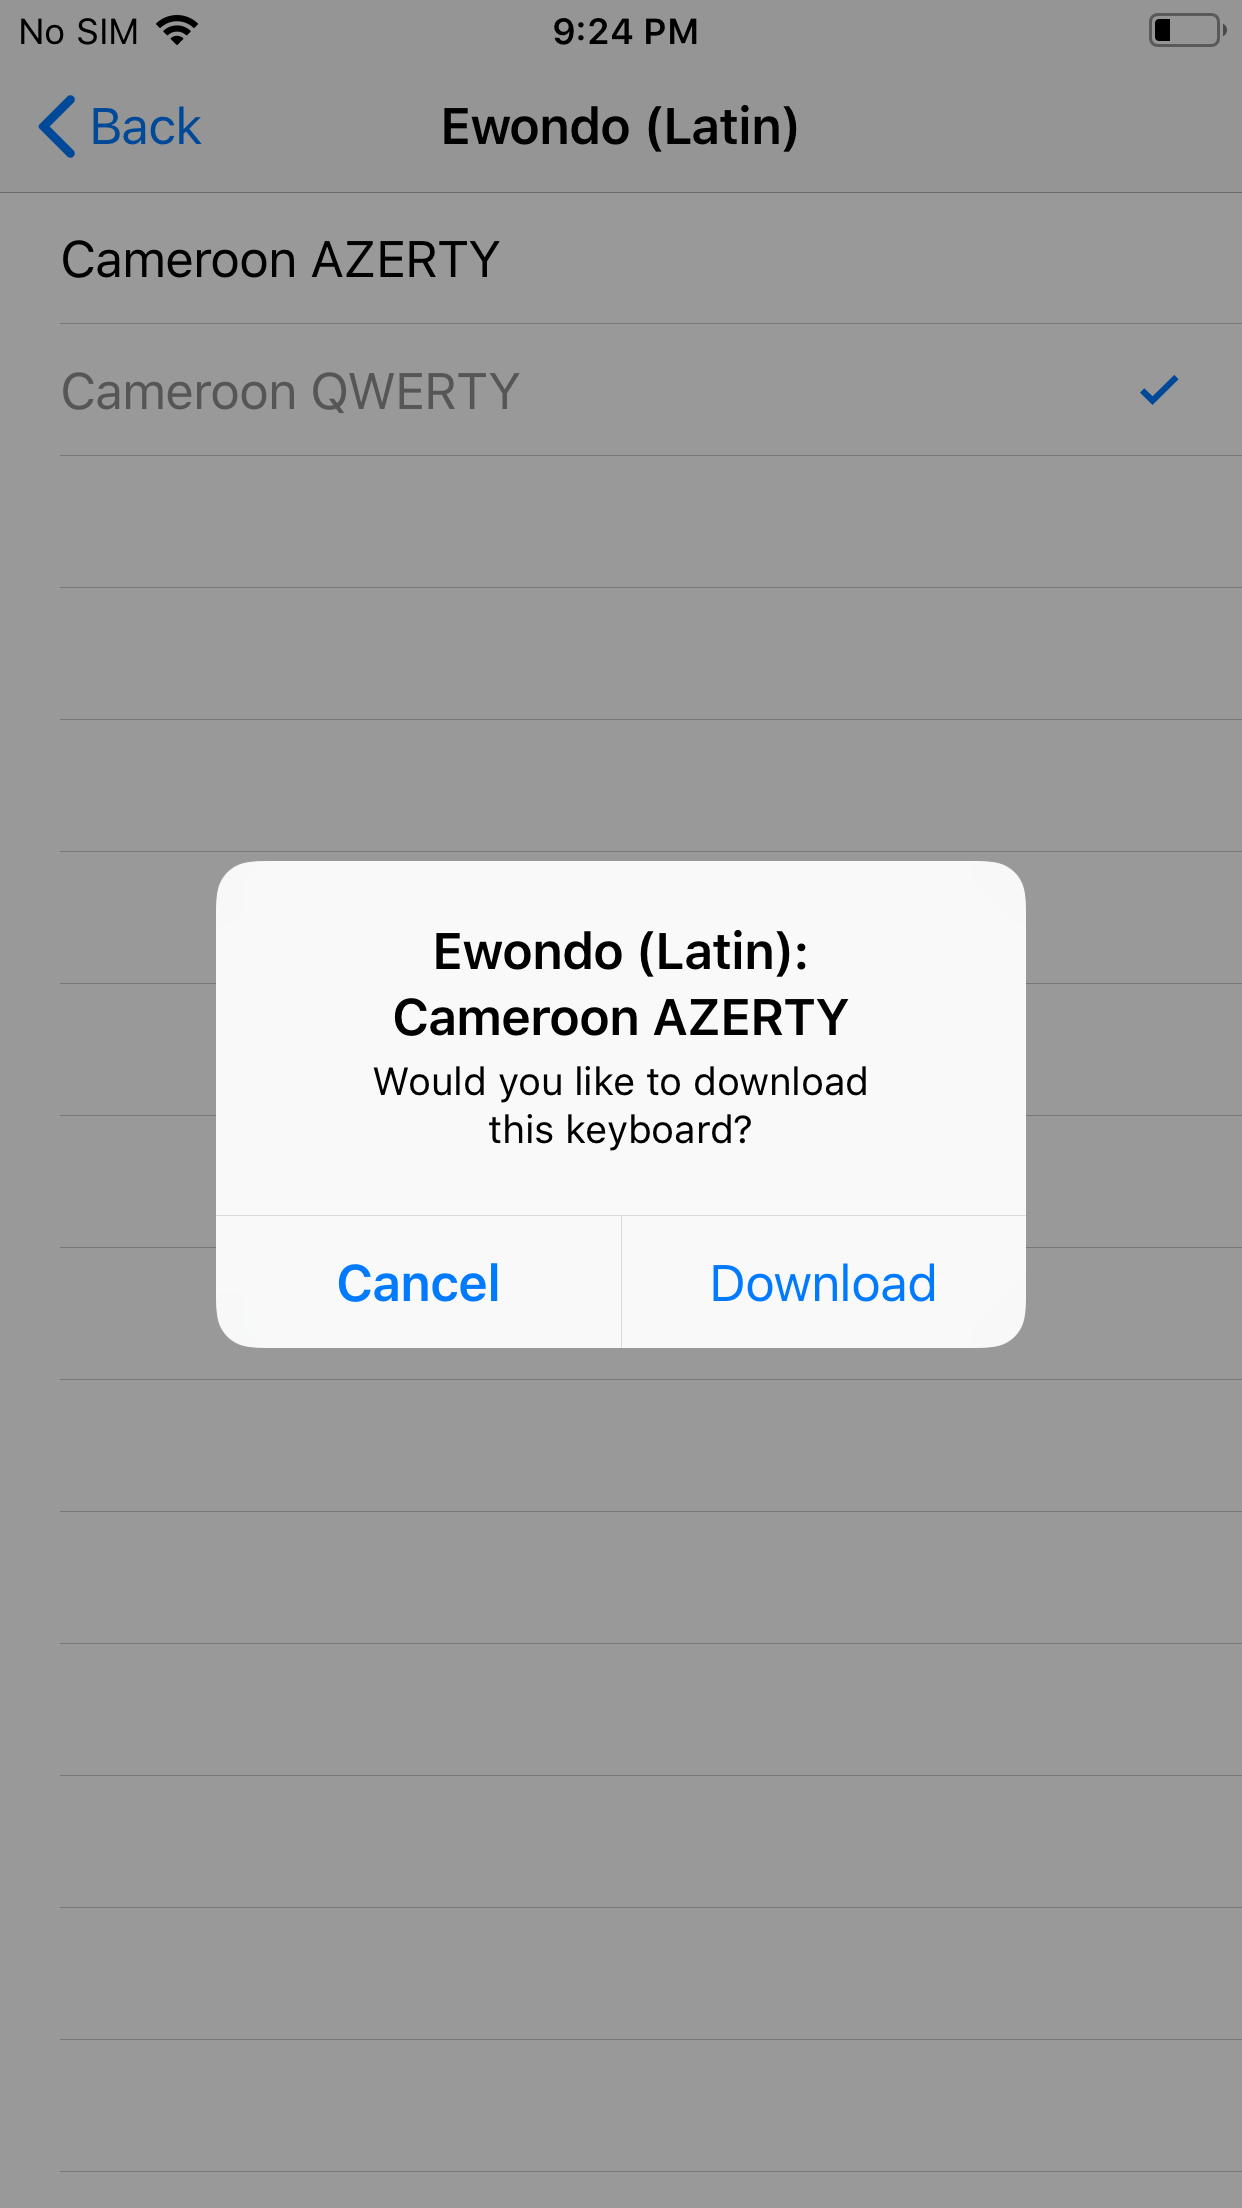 No SIM 9:24 PM
Back Ewondo (Latin)
Cameroon AZERTY
Cameroon QWERTY
Ewondo (Latin):
Cameroon AZERTY
Would you like to download
this keyboard?
Cancel Download